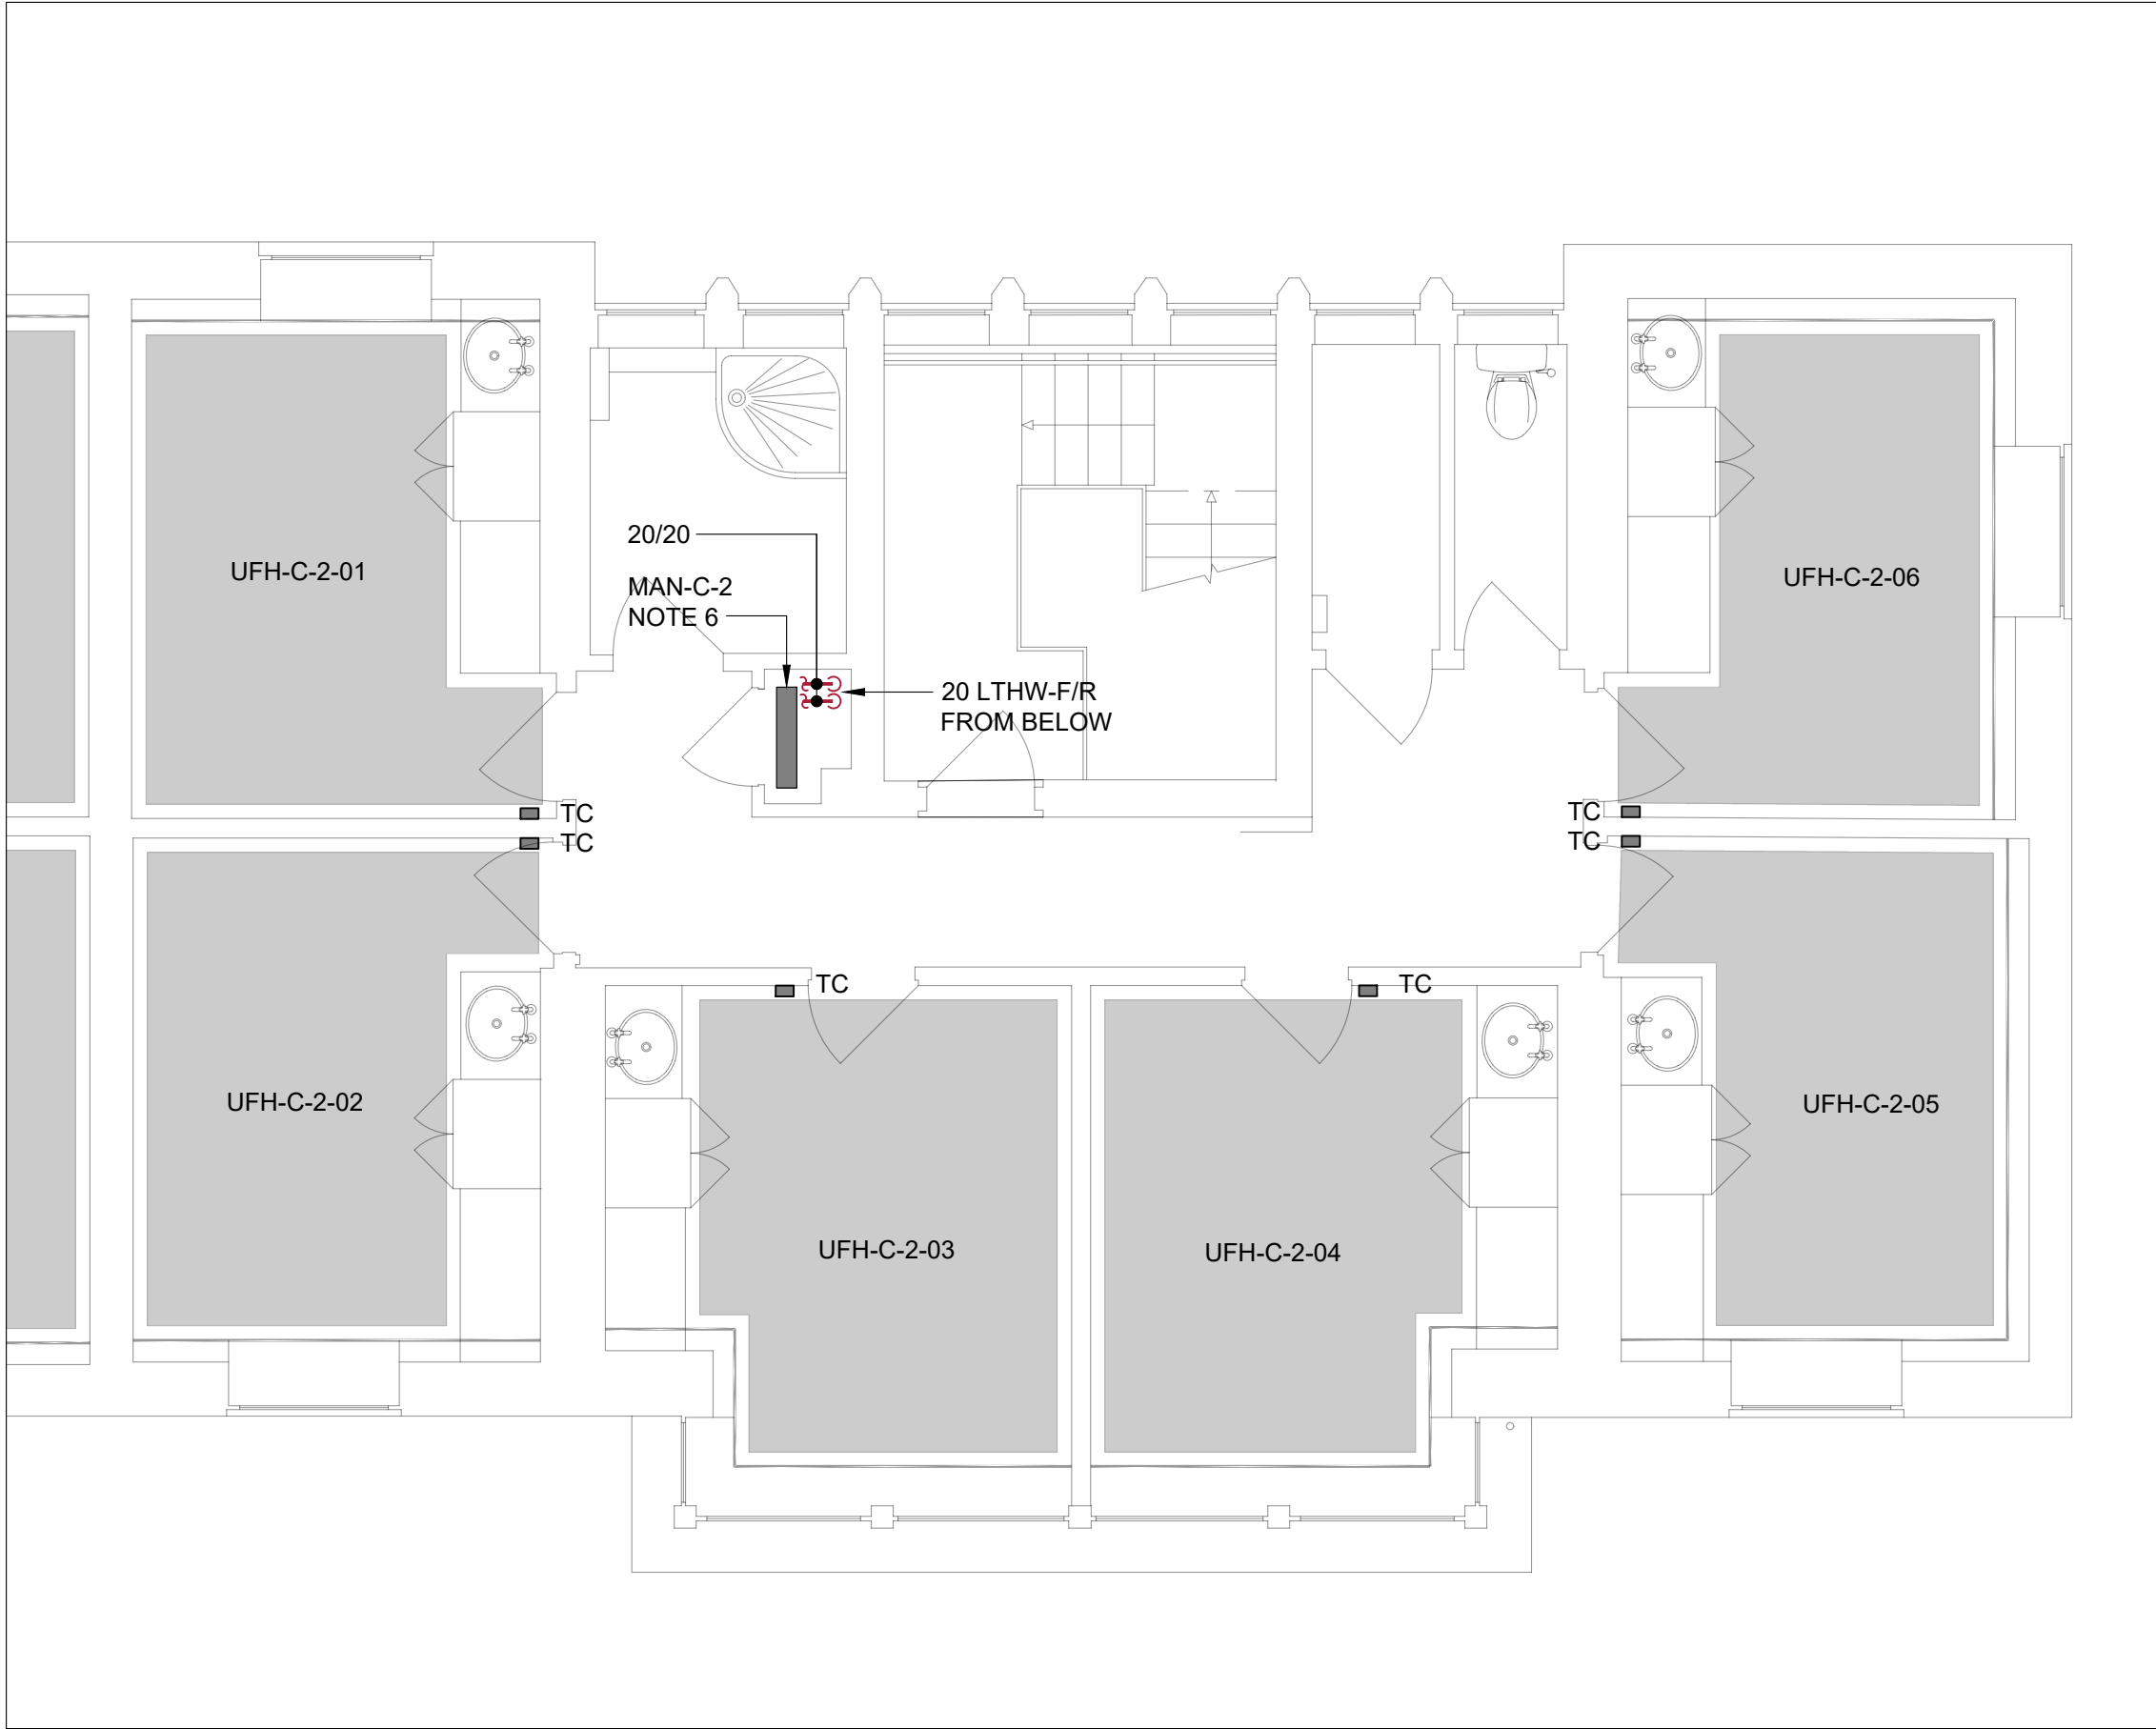 20/20
UFH-C-2-01
UFH-C-2-06
MAN-C-2
NOTE 6
20 LTHW-F/R
FROM BELOW
TC
TC
TC
TC
TC
TC
UFH-C-2-02
UFH-C-2-05
UFH-C-2-03
UFH-C-2-04